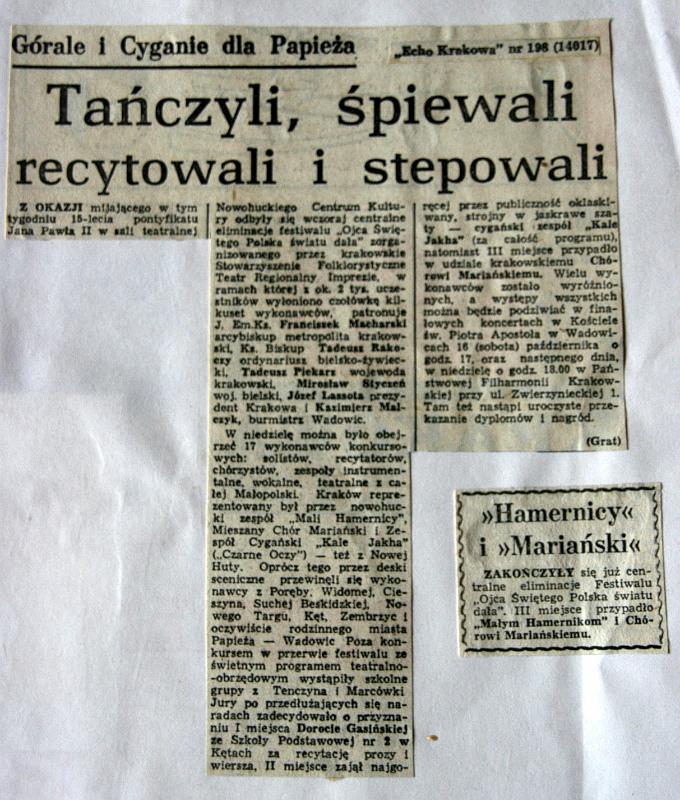 Górale i Cyganie dla Papieża
„Echo Krakowa" nr 198 (14017)
Tańczyli, śpiewali
recytowali i stepowali
Z OKAZJI mijającego w tym
tygodniu 15-lecia pontyfikatu
Jana Pawła II w sali teatralnej
Nowohuckiego Centrum Kultu-
ry odbyły się wczoraj centralne
eliminacje festiwalu „Ojca Świę-
tego Polska światu dała" zorga-
nizowanego przez krakowskie
Stowarzyszenie Folklorystyczne
Teatr Regionalny Imprezie, w
ramach której z ok. 2 tys. ucze-
stników wyłoniono czołówkę kil-
kuset wykonawców, patronuje
J. Em.Ks. Franciszek Macharski
arcybiskup metropolita krakow-
ski, Ks. Biskup Tadeusz Rako-
czy ordynariusz bielsko-żywiec-
ki, Tadeusz Piekarz wojewoda
krakowski, Mirosław Styczeń
woj. bielski, Józef Lassota prezy-
dent Krakowa i Kazimierz Mal-
czyk, burmistrz Wadowic.
W niedzielę można było obej-
rzeć 17 wykonawców konkurso-
wych: solistów, recytatorów,
chórzystów, zespoły instrumen-
talne, wokalne, teatralne z ca-
łej Małopolski. Kraków repre-
zentowany był przez nowohuc-
ki zespół „Mali Hamernicy",
Mieszany Chór Mariański i Ze-
spół Cygański „Kale Jakha"
(„Czarne Oczy") — też z Nowej
Huty. Oprócz tego przez deski
sceniczne przewinęli się wyko-
nawcy z Poręby, Widomej, Cie-
szyna, Suchej Beskidzkiej, No-
wego Targu, Kęt, Zembrzyc i
oczywiście rodzinnego miasta
Papieża — Wadowic Poza kon-
kursem w przerwie festiwalu ze
świetnym programem teatralno-
-obrzędowym wystąpiły szkolne
grupy z Tenczyna i Marcówki
Jury po przedłużających się na-
radach zadecydowało o przyzna-
niu I miejsca Dorocie Gasińskiej
ze Szkoły Podstawowej nr 2 w
Kętach za recytację prozy i
wiersza, II miejsce zajął najgo-
ręcej przez publiczność oklaski-
wany, strojny w jaskrawe sza-
ty — cygański zespół „Kale
Jakha" (za całość programu),
natomiast III miejsce przypadło
w udziale krakowskiemu Chó-
rowi Mariańskiemu. Wielu wy-
konawców zostało wyróżnio-
nych, a występy wszystkich
można będzie podziwiać w fina-
łowych koncertach w Kościele
św. Piotra Apostoła w Wadowi-
cach 16 (sobota) października o
godz. 17, oraz następnego dnia,
w niedzielę o godz. 18.00 w Pań-
stwowej Filharmonii Krakow-
skiej przy ul. Zwierzynieckiej 1.
Tam też nastąpi uroczyste prze-
kazanie dyplomów i nagród.
(Grat)
»Hamernicy«
i »Mariański«
ZAKOŃCZYŁY się już cen-
tralne eliminacje Festiwalu
„Ojca Świętego Polska światu
dała". III miejsce przypadło
„Małym Hamernikom" i Chó-
rowi Mariańskiemu.